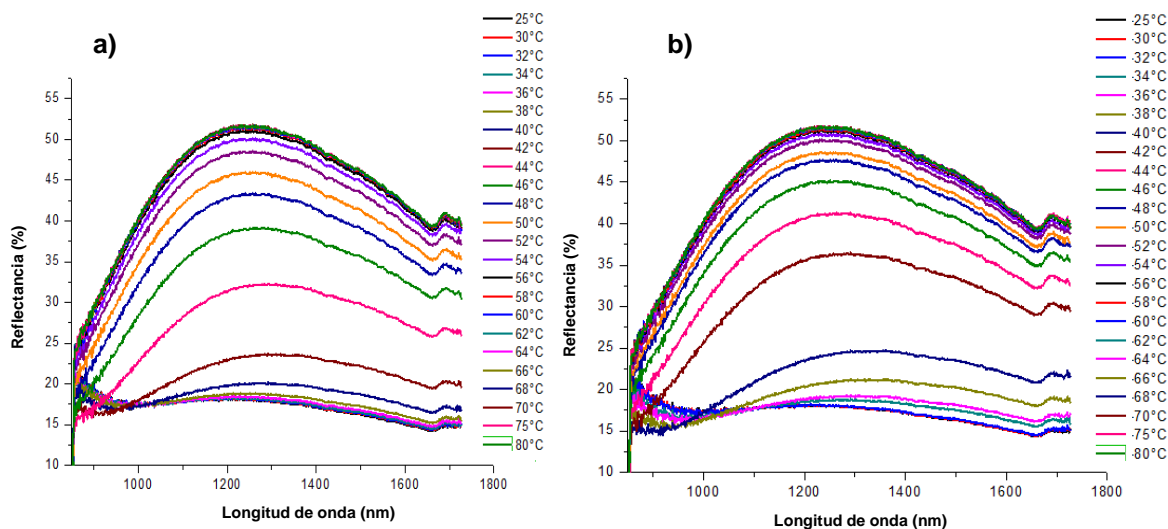 a)
Reflectancia (%)
55
50
45
40
35
30
25
20
15
10
1000
1200
1400
1600
1800
Longitud de onda (nm)
25°C
30°C
32°C
34°C
36°C
38°C
40°C
42°C
44°C
46°C
48°C
50°C
52°C
54°C
56°C
58°C
60°C
62°C
64°C
66°C
68°C
70°C
75°C
80°C
b)
Reflectancia (%)
55
50
45
40
35
30
25
20
15
10
1000
1200
1400
1600
1800
Longitud de onda (nm)
-25°C
-30°C
-32°C
-34°C
-36°C
-38°C
-40°C
-42°C
-44°C
-46°C
-48°C
-50°C
-52°C
-54°C
-56°C
-58°C
-60°C
-62°C
-64°C
-66°C
-68°C
-70°C
-75°C
-80°C